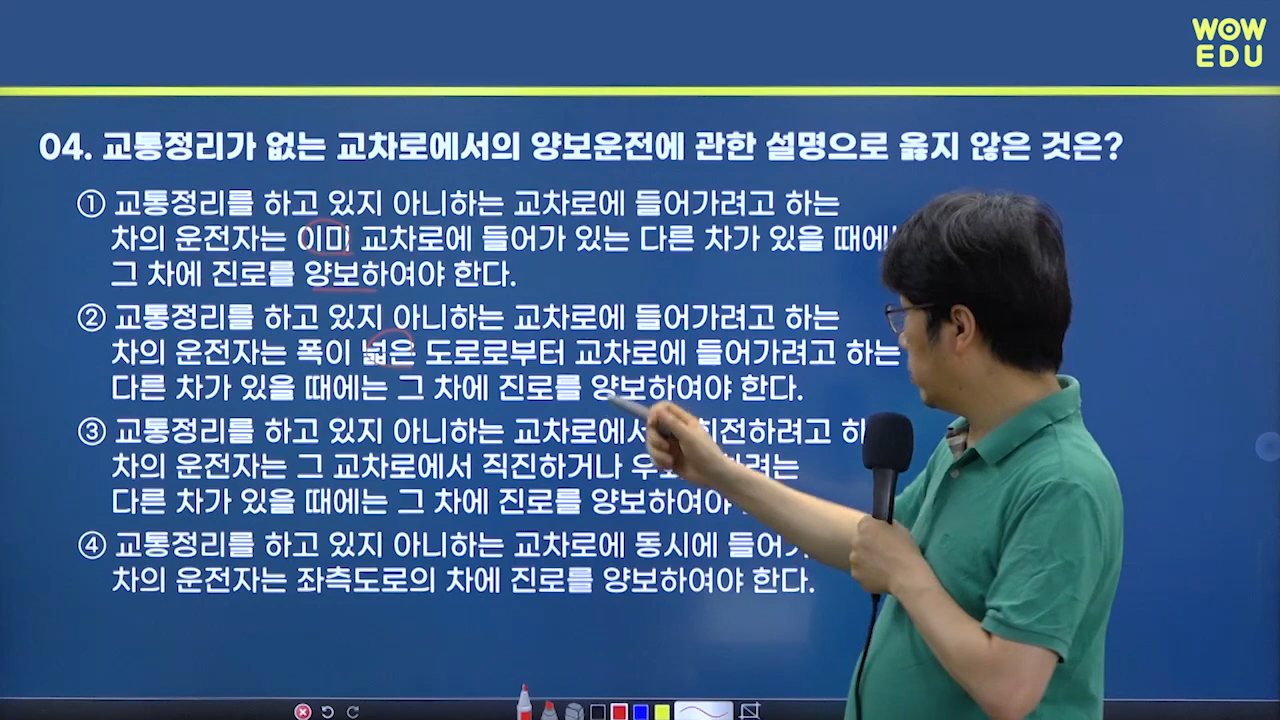 WOW
EDU
04. 교통정리가 없는 교차로에서의 양보운전에 관한 설명으로 옳지 않은 것은?
① 교통정리를 하고 있지 아니하는 교차로에 들어가려고 하는
차의 운전자는 이미 교차로에 들어가 있는 다른 차가 있을 때에
그 차에 진로를 양보하여야 한다.
② 교통정리를 하고 있지 아니하는 교차로에 들어가려고 하는
차의 운전자는 폭이 넓은 도로로부터 교차로에 들어가려고 하는
다른 차가 있을 때에는 그 차에 진로를 양보하여야 한다.
③ 교통정리를 하고 있지 아니하는 교차로에서 회전하려고
차의 운전자는 그 교차로에서 직진하거나
다른 차가 있을 때에는 그 차에 진로를 양보하여야
④ 교통정리를 하고 있지 아니하는 교차로에 동시에
차의 운전자는 좌측도로의 차에 진로를 양보하여야 한다.